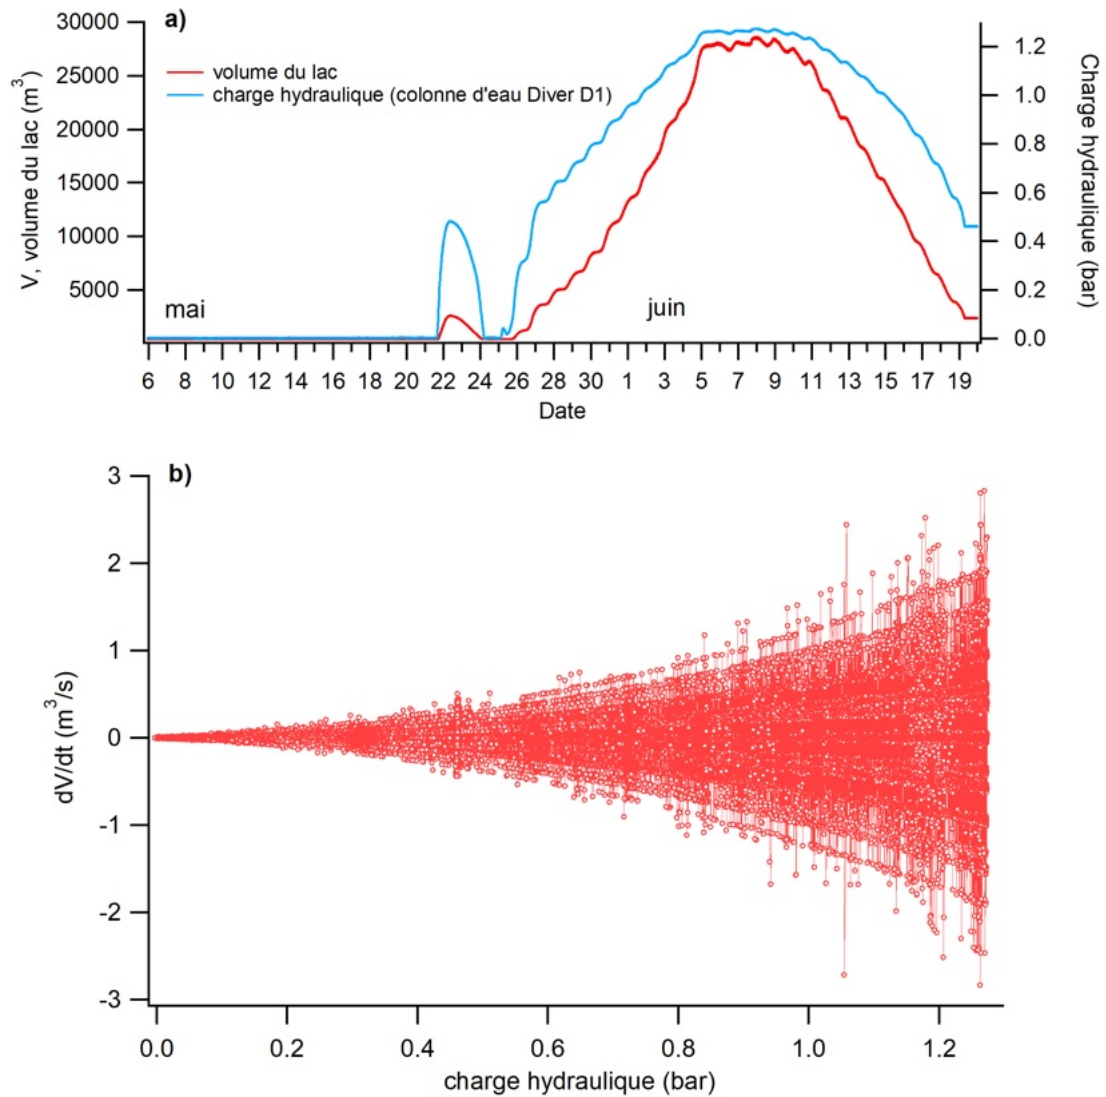 a)
30000
25000
20000
15000
10000
5000
V, volume du lac (m³)
volume du lac
charge hydraulique (colonne d'eau Diver D1)
1.2
1.0
0.8
0.6
0.4
0.2
0.0
Charge hydraulique (bar)
mai
juin
6 8 10 12 14 16 18 20 22 24 26 28 30 1 3 5 7 9 11 13 15 17 19
Date
b)
3
2
1
0
-1
-2
-3
dV/dt (m³/s)
0.0 0.2 0.4 0.6 0.8 1.0 1.2
charge hydraulique (bar)